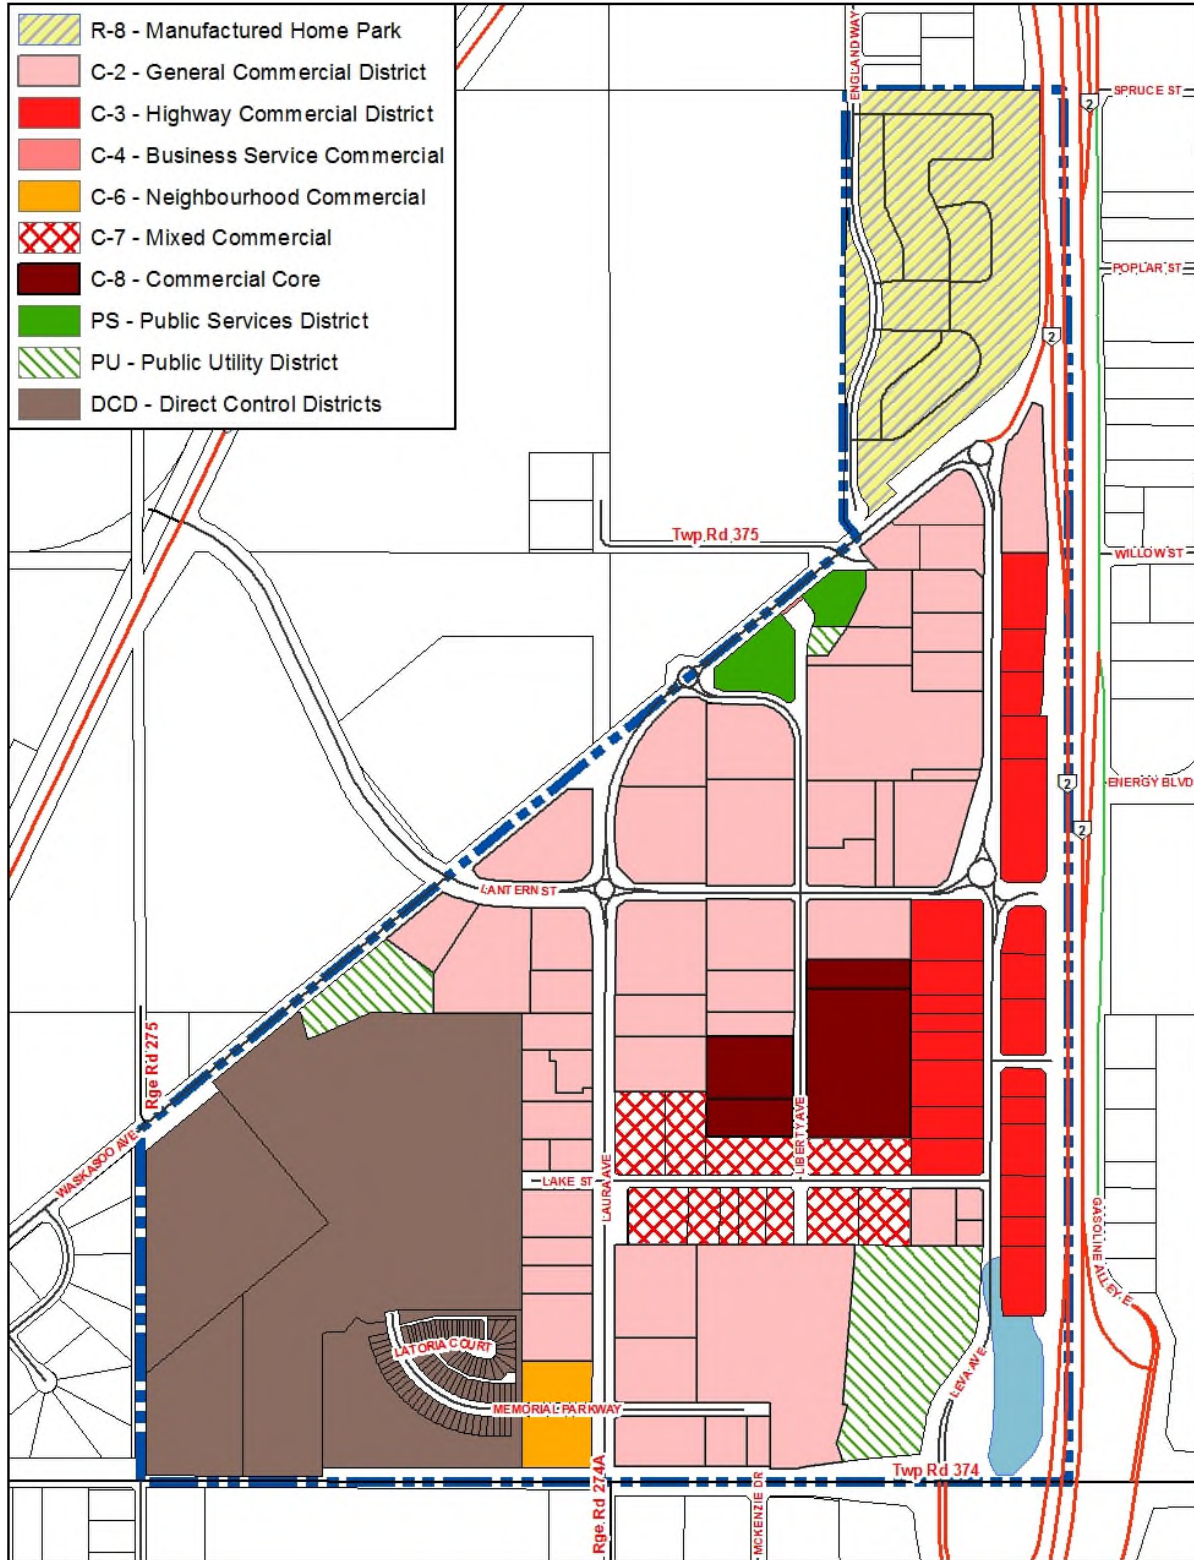 R-8 - Manufactured Home Park
C-2 - General Commercial District
C-3 - Highway Commercial District
C-4 - Business Service Commercial
C-6 - Neighbourhood Commercial
C-7 - Mixed Commercial
C-8 - Commercial Core
PS - Public Services District
PU - Public Utility District
DCD - Direct Control Districts
ENGLAND WAY
2
SPRUCE ST
POPLAR ST
2
Twp Rd 375
WILLOW ST
2
ENERGY BLVD
2
LANTERN ST
Rge Rd 275
WASKASOO AVE
LIBERTY AVE
LAKE ST
LAURA AVE
GASOLINE ALLEY E
LATORIA COURT
LEVA AVE
MEMORIAL PARKWAY
Twp Rd 374
Rge Rd 274A
MCKENZIE DR